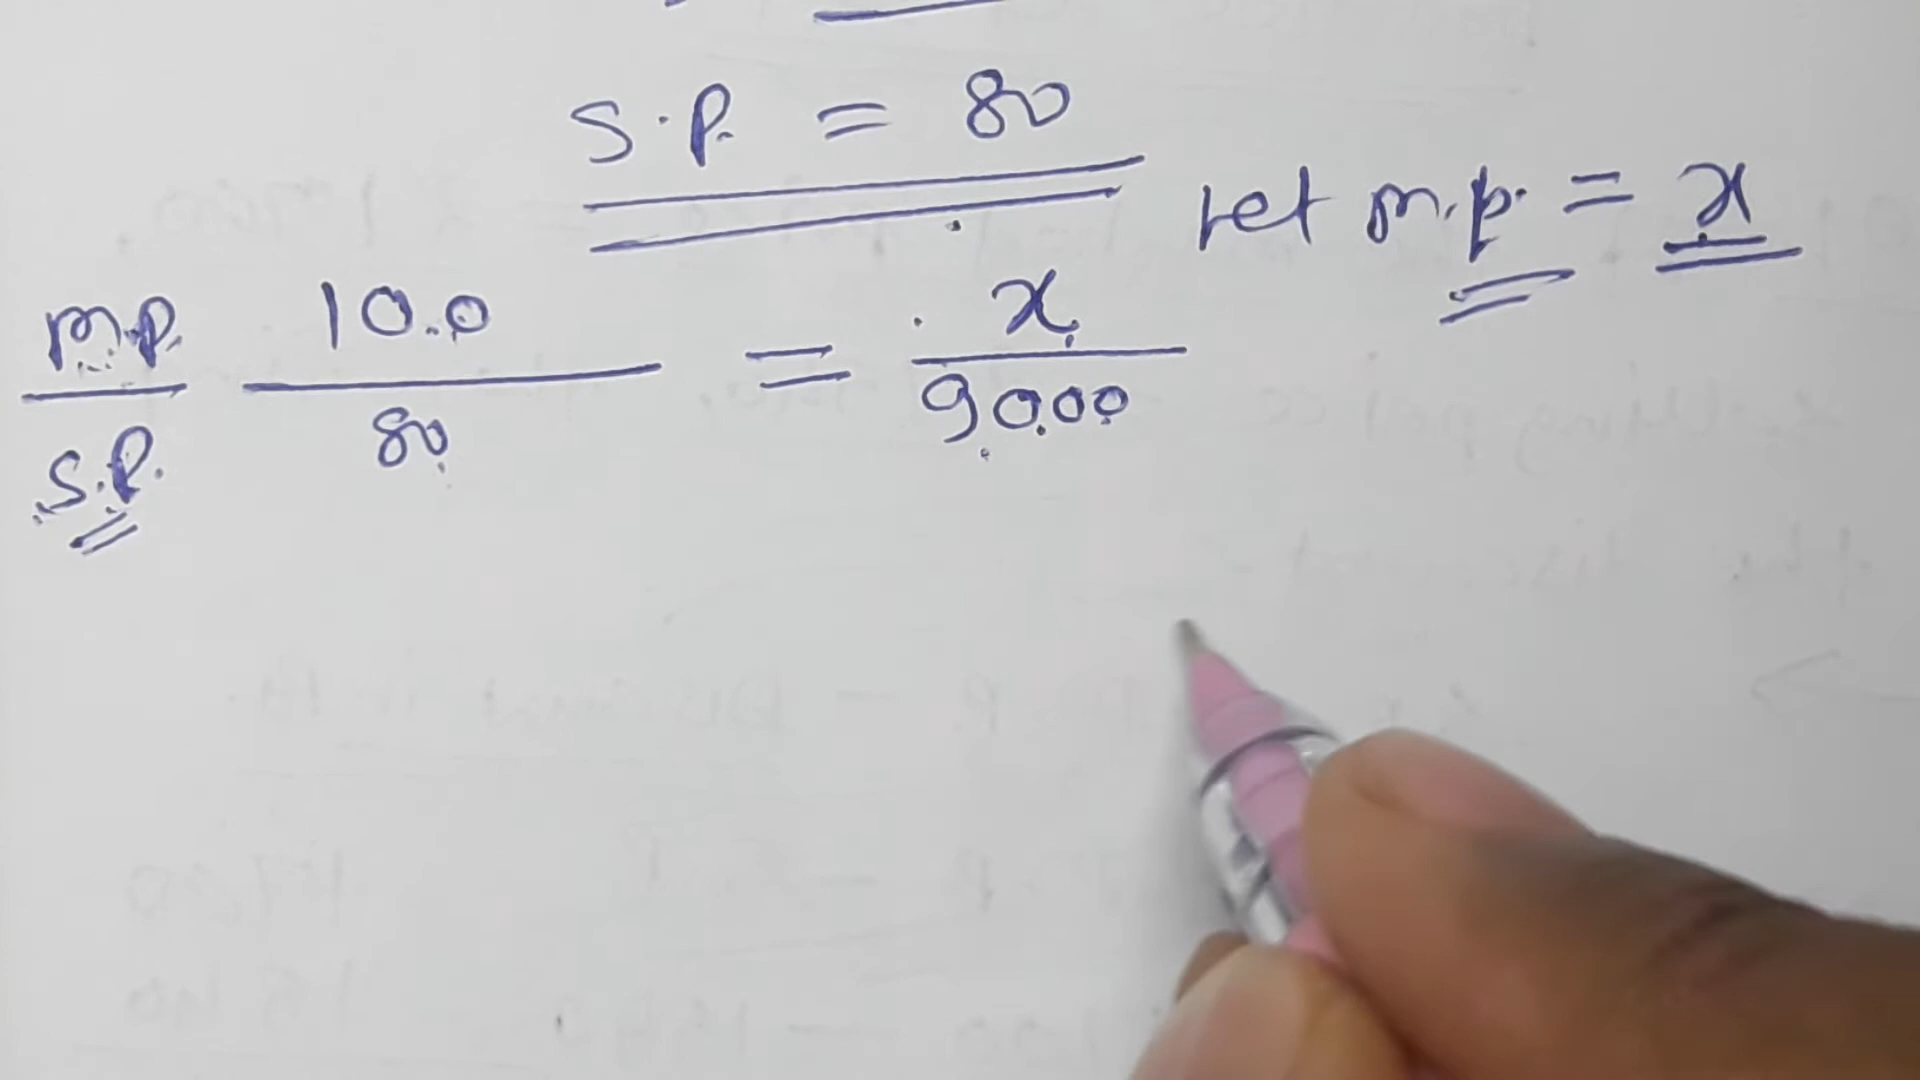 S.P. = 80
Let m.p. = x
m.p. 100 = x
S.P. 80 9000